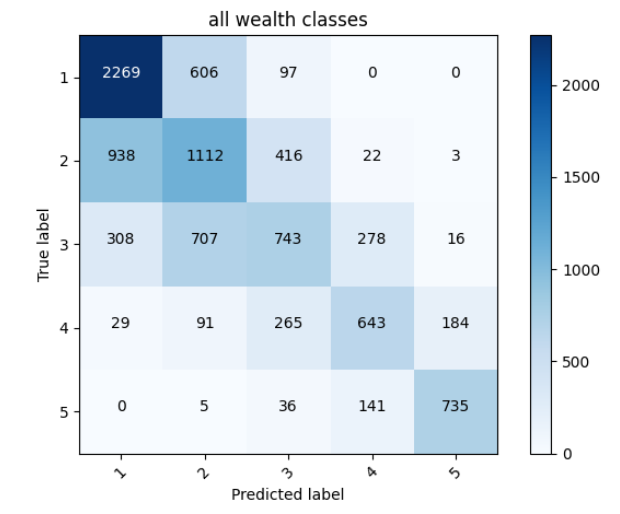 all wealth classes
1 2269 606 97 0 0
2 938 1112 416 22 3
3 308 707 743 278 16
4 29 91 265 643 184
5 0 5 36 141 735
1 2 3 4 5
True label
Predicted label
2000
1500
1000
500
0